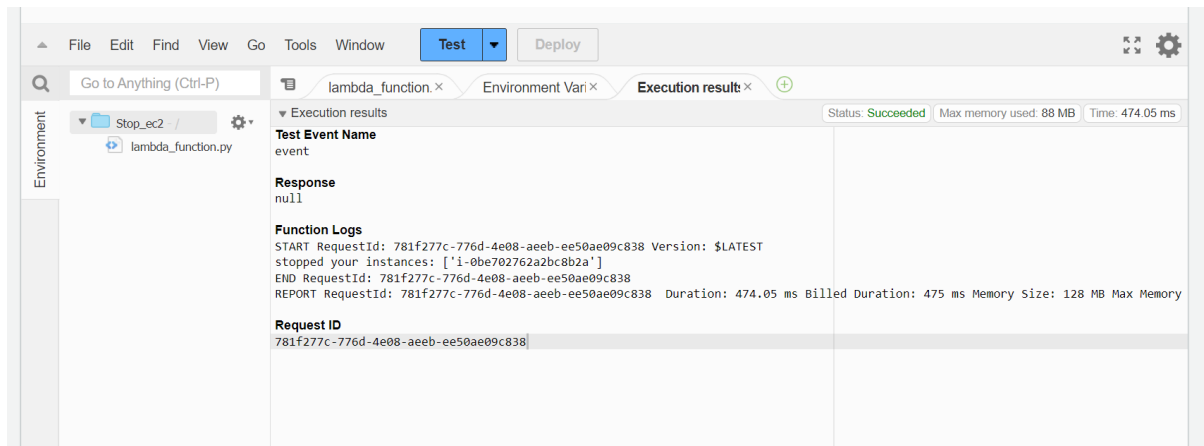 File Edit Find View Go Tools Window Test Deploy
Go to Anything (Ctrl-P)
lambda_function. × Environment Vari × Execution results ×
Environment
Stop_ec2 - /
lambda_function.py
Execution results
Status: Succeeded Max memory used: 88 MB Time: 474.05 ms
Test Event Name
event
Response
null
Function Logs
START RequestId: 781f277c-776d-4e08-aeeb-ee50ae09c838 Version: $LATEST
stopped your instances: ['i-0be702762a2bc8b2a']
END RequestId: 781f277c-776d-4e08-aeeb-ee50ae09c838
REPORT RequestId: 781f277c-776d-4e08-aeeb-ee50ae09c838 Duration: 474.05 ms Billed Duration: 475 ms Memory Size: 128 MB Max Memory
Request ID
781f277c-776d-4e08-aeeb-ee50ae09c838